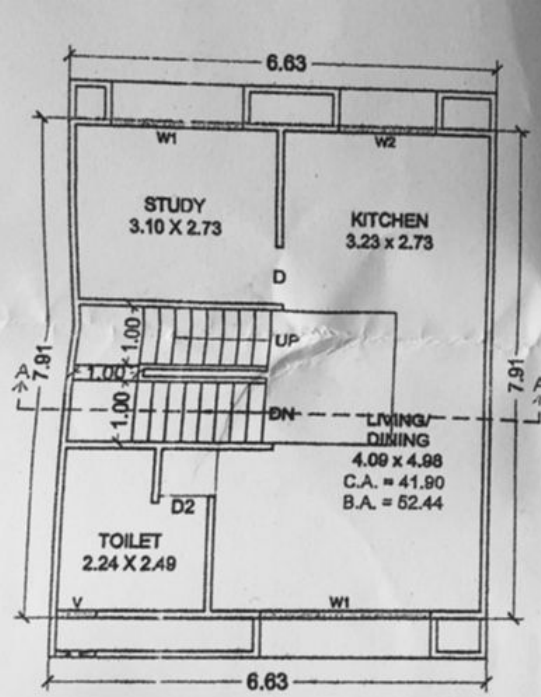 6.63
W1
W2
STUDY
3.10 X 2.73
KITCHEN
3.23 x 2.73
D
7.91
1.00
UP
7.91
A
1.00
A
1.00
DN
LIVING/
DINING
4.09 x 4.98
C.A. = 41.90
B.A. = 52.44
D2
TOILET
2.24 X 2.49
V
W1
6.63